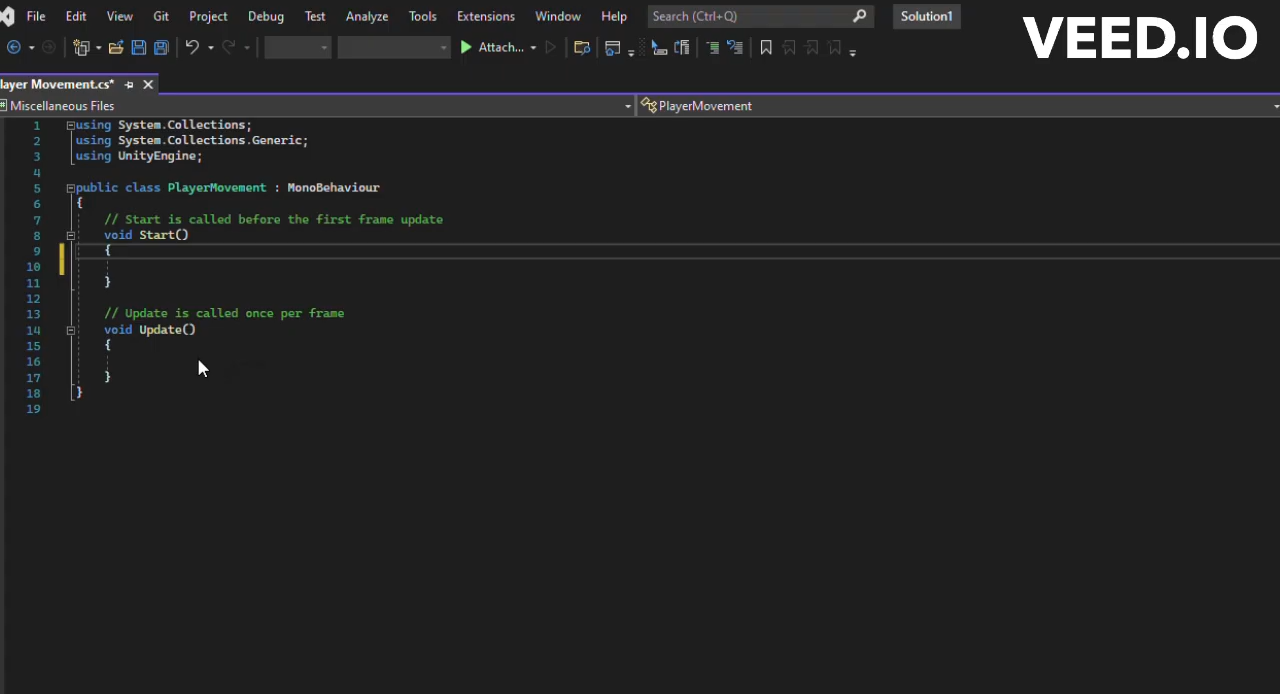 File Edit View Git Project Debug Test Analyze Tools Extensions Window Help Search (Ctrl+Q) Solution1
VEED.IO
Attach...
layer Movement.cs*
Miscellaneous Files PlayerMovement
1 using System.Collections;
2 using System.Collections.Generic;
3 using UnityEngine;
4
5 public class PlayerMovement : MonoBehaviour
6 {
7 // Start is called before the first frame update
8 void Start()
9 {
10
11 }
12
13 // Update is called once per frame
14 void Update()
15 {
16
17 }
18 }
19